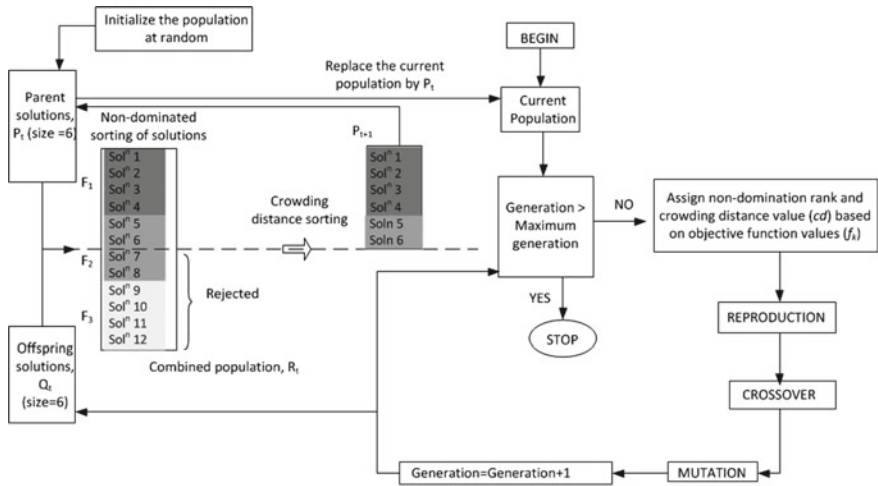 Initialize the population
at random
BEGIN
Replace the current
population by Pt
Current
Population
Parent
solutions,
Pt (size =6)
Non-dominated
sorting of solutions
Pt+1
F1
Solⁿ 1
Solⁿ 2
Solⁿ 3
Solⁿ 4
Solⁿ 5
Solⁿ 6
F2
Solⁿ 7
Solⁿ 8
F3
Solⁿ 9
Solⁿ 10
Solⁿ 11
Solⁿ 12
Rejected
Combined population, Rt
Crowding
distance sorting
Solⁿ 1
Solⁿ 2
Solⁿ 3
Solⁿ 4
Soln 5
Soln 6
Generation >
Maximum
generation
NO
YES
STOP
Assign non-domination rank and
crowding distance value (cd) based
on objective function values (fk)
REPRODUCTION
CROSSOVER
MUTATION
Generation=Generation+1
Offspring
solutions,
Qt
(size=6)